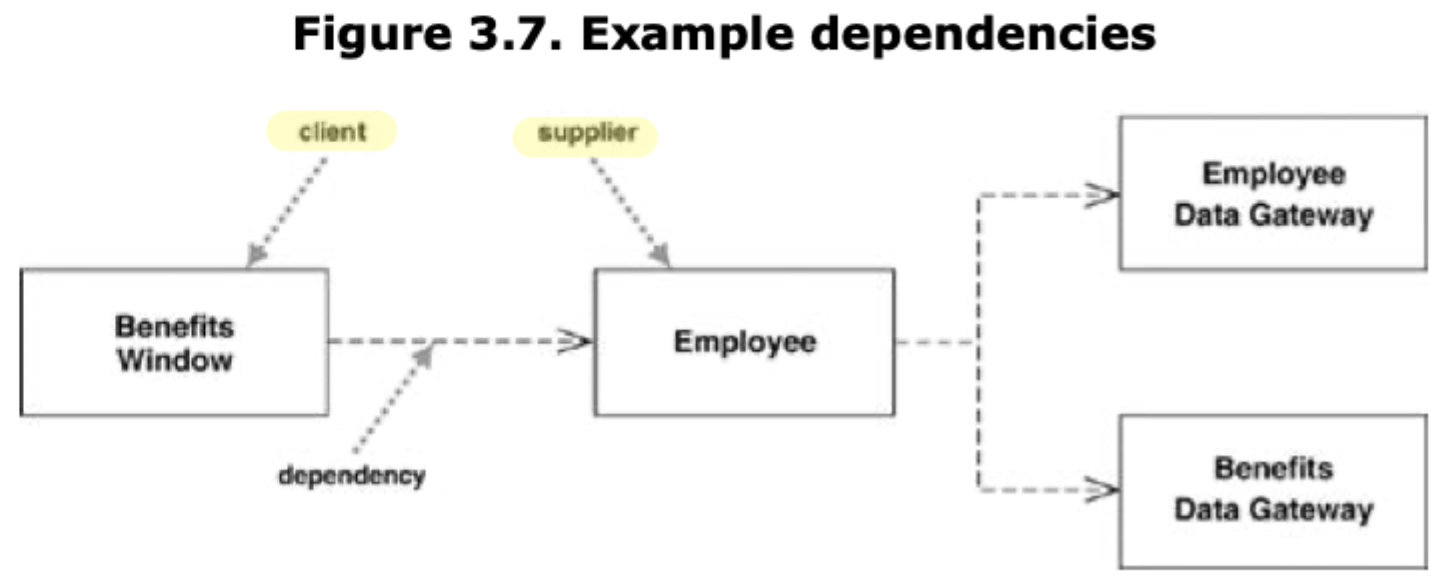 Figure 3.7. Example dependencies
client
supplier
Employee
Data Gateway
Benefits
Window
Employee
dependency
Benefits
Data Gateway